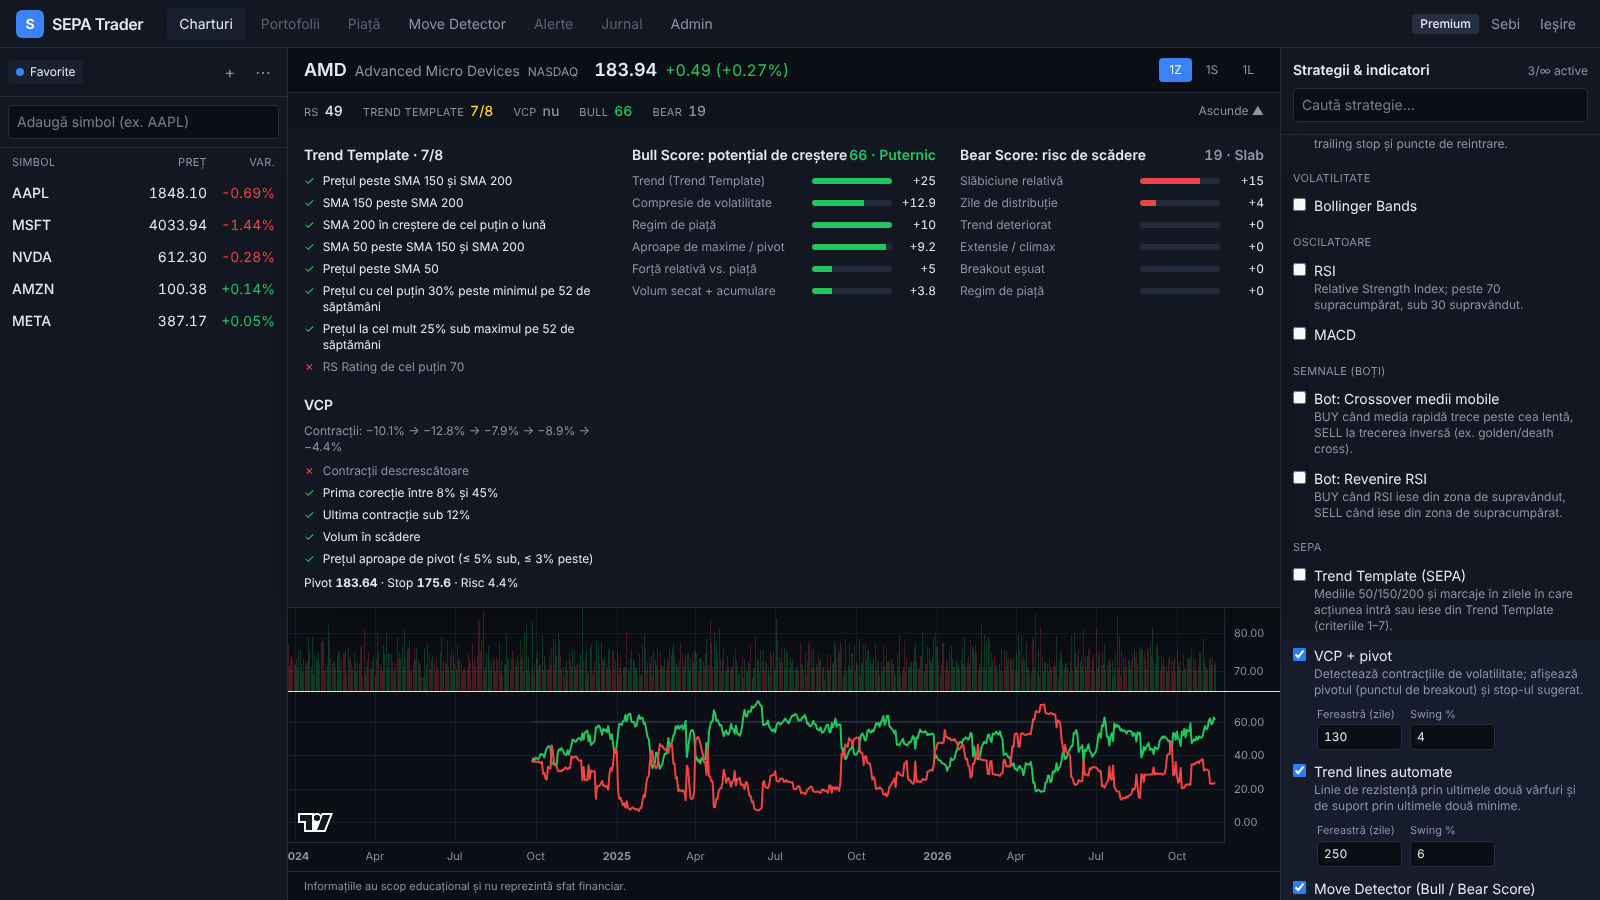 S SEPA Trader Charturi Portofolii Piață Move Detector Alerte Jurnal Admin Premium Sebi Ieșire
Favorite + ⋯
Adaugă simbol (ex. AAPL)
SIMBOL PREȚ VAR.
AAPL 1848.10 -0.69%
MSFT 4033.94 -1.44%
NVDA 612.30 -0.28%
AMZN 100.38 +0.14%
META 387.17 +0.05%
AMD Advanced Micro Devices NASDAQ 183.94 +0.49 (+0.27%) 1Z 1S 1L
RS 49 TREND TEMPLATE 7/8 VCP nu BULL 66 BEAR 19 Ascunde ▲
Trend Template · 7/8
✓ Prețul peste SMA 150 și SMA 200
✓ SMA 150 peste SMA 200
✓ SMA 200 în creștere de cel puțin o lună
✓ SMA 50 peste SMA 150 și SMA 200
✓ Prețul peste SMA 50
✓ Prețul cu cel puțin 30% peste minimul pe 52 de
săptămâni
✓ Prețul la cel mult 25% sub maximul pe 52 de
săptămâni
× RS Rating de cel puțin 70
VCP
Contracții: −10.1% → −12.8% → −7.9% → −8.9% →
−4.4%
× Contracții descrescătoare
✓ Prima corecție între 8% și 45%
✓ Ultima contracție sub 12%
✓ Volum în scădere
✓ Prețul aproape de pivot (≤ 5% sub, ≤ 3% peste)
Pivot 183.64 · Stop 175.6 · Risc 4.4%
Bull Score: potențial de creștere 66 · Puternic
Trend (Trend Template) +25
Compresie de volatilitate +12.9
Regim de piață +10
Aproape de maxime / pivot +9.2
Forță relativă vs. piață +5
Volum secat + acumulare +3.8
Bear Score: risc de scădere 19 · Slab
Slăbiciune relativă +15
Zile de distribuție +4
Trend deteriorat +0
Extensie / climax +0
Breakout eșuat +0
Regim de piață +0
80.00
70.00
60.00
40.00
20.00
0.00
024 Apr Jul Oct 2025 Apr Jul Oct 2026 Apr Jul Oct
Informațiile au scop educațional și nu reprezintă sfat financiar.
Strategii & indicatori 3/∞ active
Caută strategie...
trailing stop și puncte de reintrare.
VOLATILITATE
Bollinger Bands
OSCILATOARE
RSI
Relative Strength Index; peste 70
supracumpărat, sub 30 supravândut.
MACD
SEMNALE (BOȚI)
Bot: Crossover medii mobile
BUY când media rapidă trece peste cea lentă,
SELL la trecerea inversă (ex. golden/death
cross).
Bot: Revenire RSI
BUY când RSI iese din zona de supravândut,
SELL când iese din zona de supracumpărat.
SEPA
Trend Template (SEPA)
Mediile 50/150/200 și marcaje în zilele în care
acțiunea intră sau iese din Trend Template
(criteriile 1–7).
VCP + pivot
Detectează contracțiile de volatilitate; afișează
pivotul (punctul de breakout) și stop-ul sugerat.
Fereastră (zile) Swing %
130 4
Trend lines automate
Linie de rezistență prin ultimele două vârfuri și
de suport prin ultimele două minime.
Fereastră (zile) Swing %
250 6
Move Detector (Bull / Bear Score)